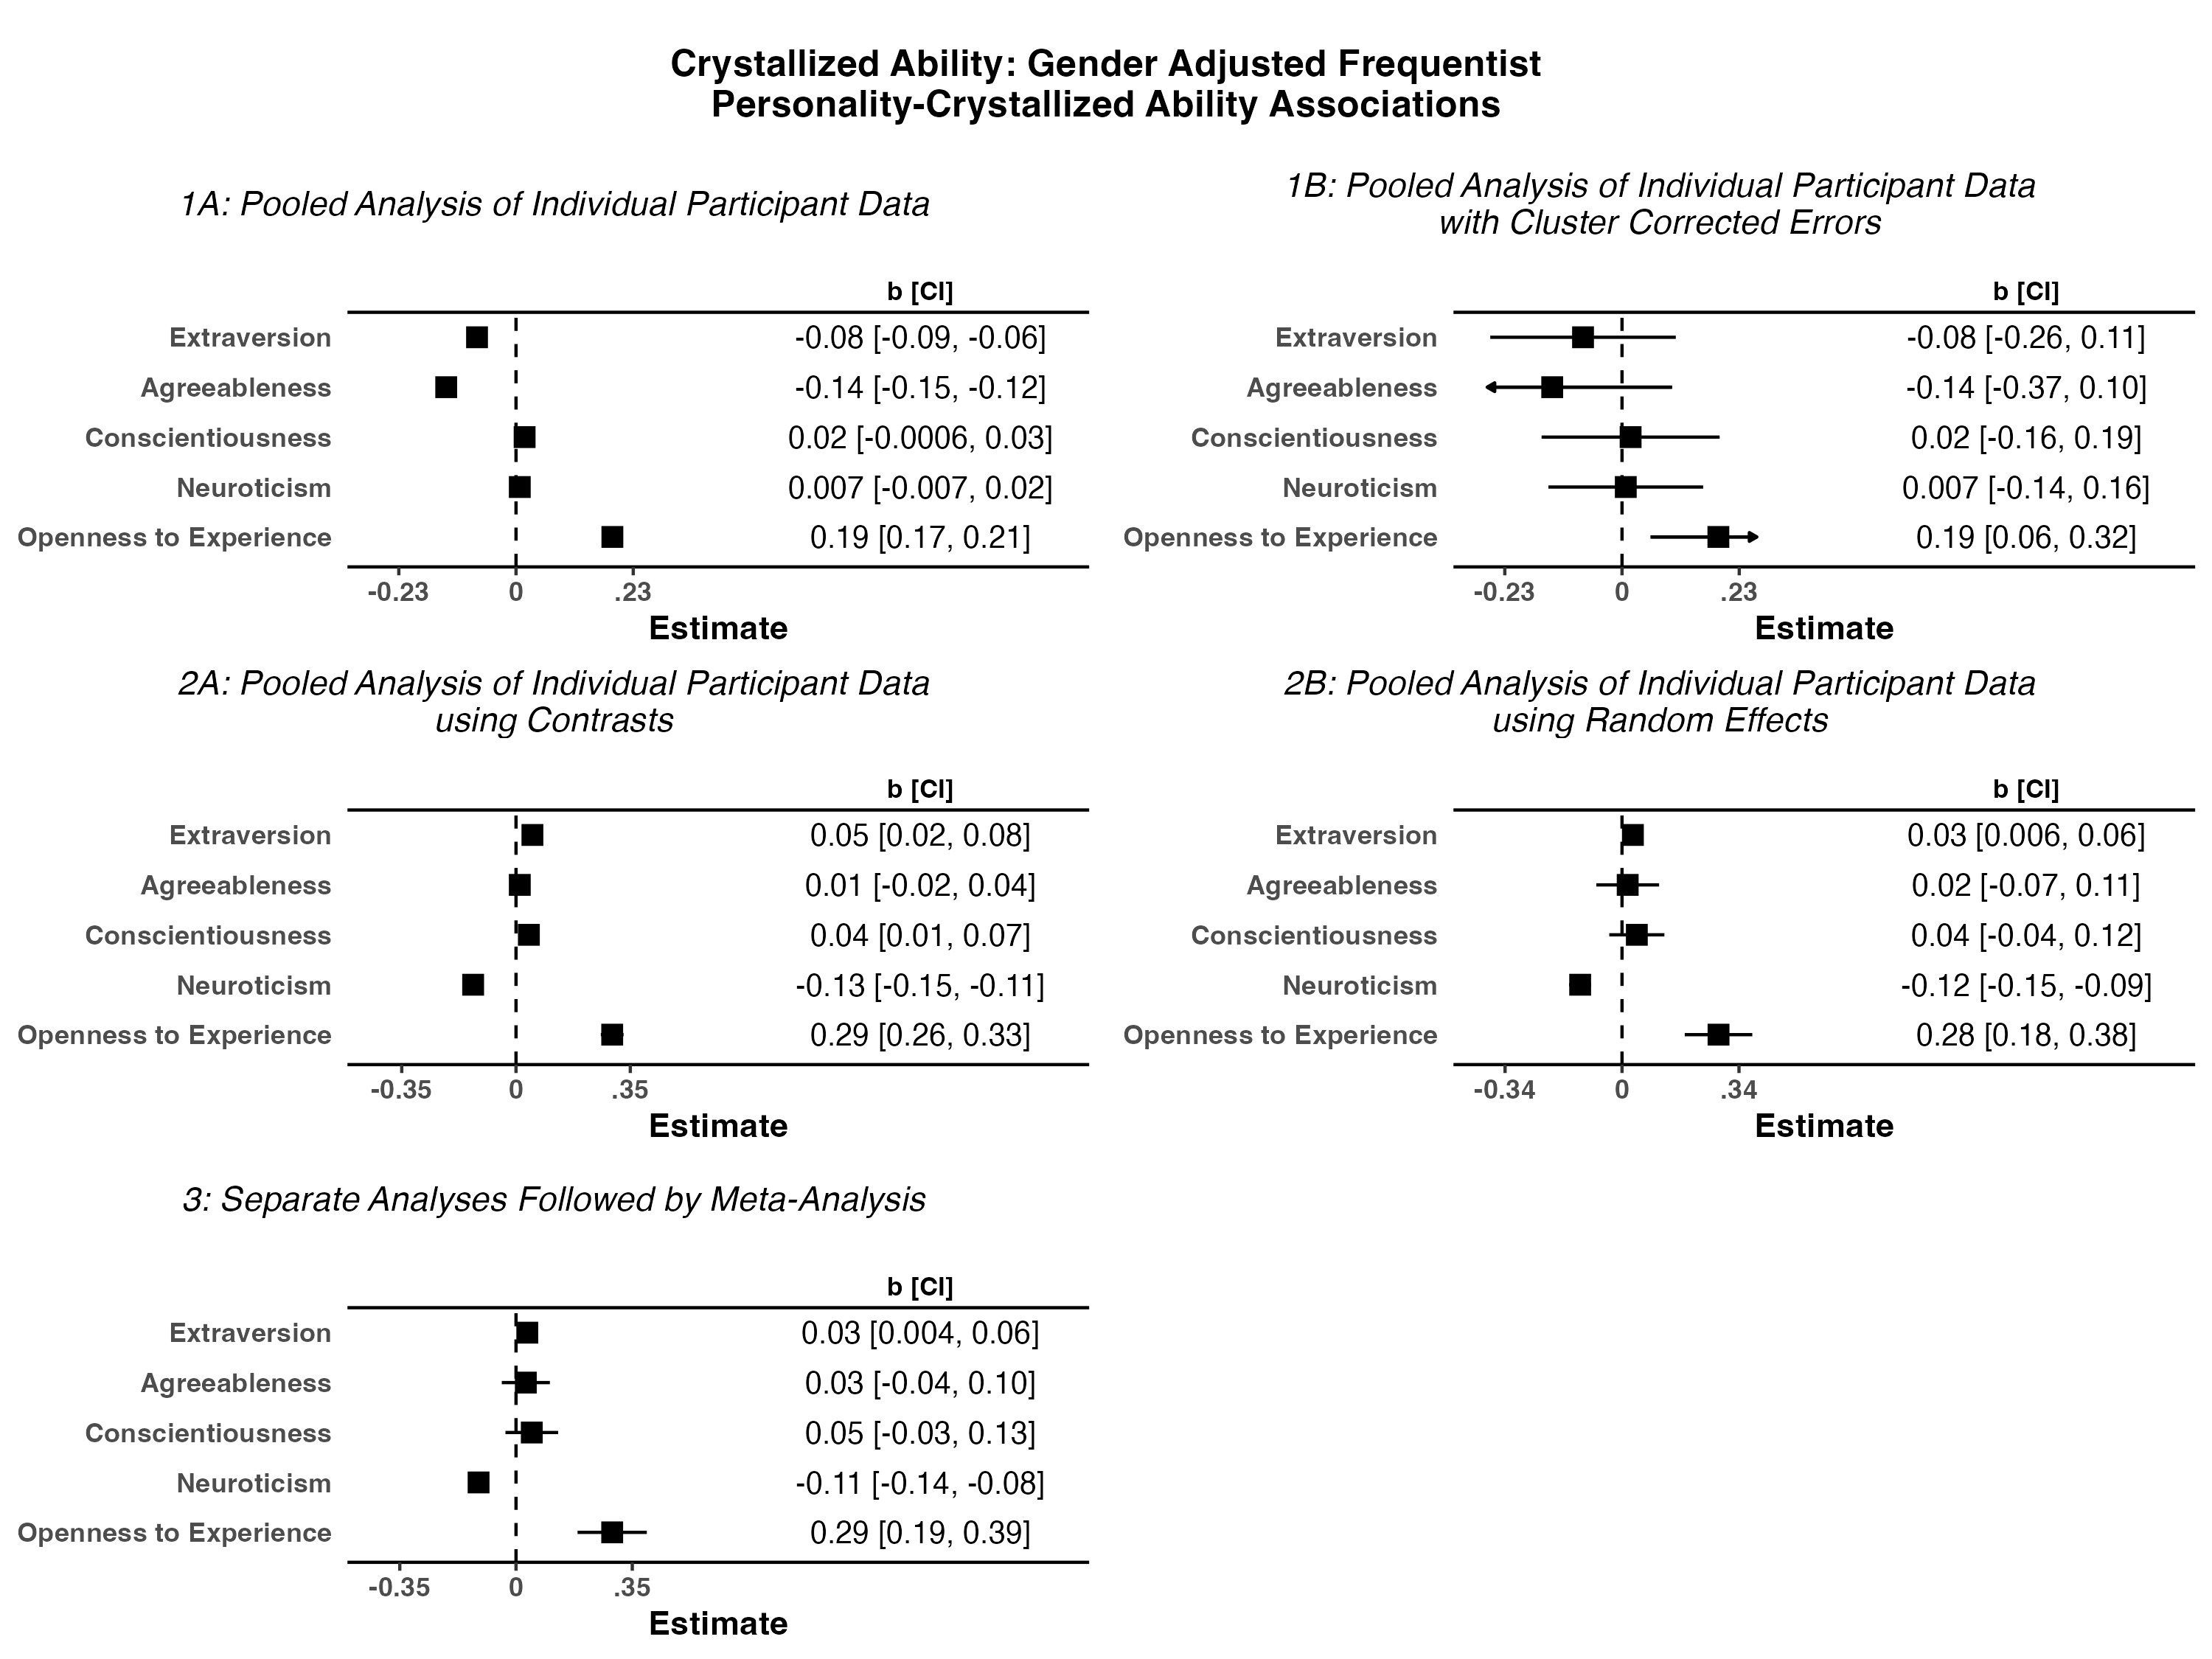 Crystallized Ability: Gender Adjusted Frequentist
Personality-Crystallized Ability Associations
1A: Pooled Analysis of Individual Participant Data
b [CI]
Extraversion -0.08 [-0.09, -0.06]
Agreeableness -0.14 [-0.15, -0.12]
Conscientiousness 0.02 [-0.0006, 0.03]
Neuroticism 0.007 [-0.007, 0.02]
Openness to Experience 0.19 [0.17, 0.21]
-0.23 0 .23
Estimate
1B: Pooled Analysis of Individual Participant Data
with Cluster Corrected Errors
b [CI]
Extraversion -0.08 [-0.26, 0.11]
Agreeableness -0.14 [-0.37, 0.10]
Conscientiousness 0.02 [-0.16, 0.19]
Neuroticism 0.007 [-0.14, 0.16]
Openness to Experience 0.19 [0.06, 0.32]
-0.23 0 .23
Estimate
2A: Pooled Analysis of Individual Participant Data
using Contrasts
b [CI]
Extraversion 0.05 [0.02, 0.08]
Agreeableness 0.01 [-0.02, 0.04]
Conscientiousness 0.04 [0.01, 0.07]
Neuroticism -0.13 [-0.15, -0.11]
Openness to Experience 0.29 [0.26, 0.33]
-0.35 0 .35
Estimate
2B: Pooled Analysis of Individual Participant Data
using Random Effects
b [CI]
Extraversion 0.03 [0.006, 0.06]
Agreeableness 0.02 [-0.07, 0.11]
Conscientiousness 0.04 [-0.04, 0.12]
Neuroticism -0.12 [-0.15, -0.09]
Openness to Experience 0.28 [0.18, 0.38]
-0.34 0 .34
Estimate
3: Separate Analyses Followed by Meta-Analysis
b [CI]
Extraversion 0.03 [0.004, 0.06]
Agreeableness 0.03 [-0.04, 0.10]
Conscientiousness 0.05 [-0.03, 0.13]
Neuroticism -0.11 [-0.14, -0.08]
Openness to Experience 0.29 [0.19, 0.39]
-0.35 0 .35
Estimate